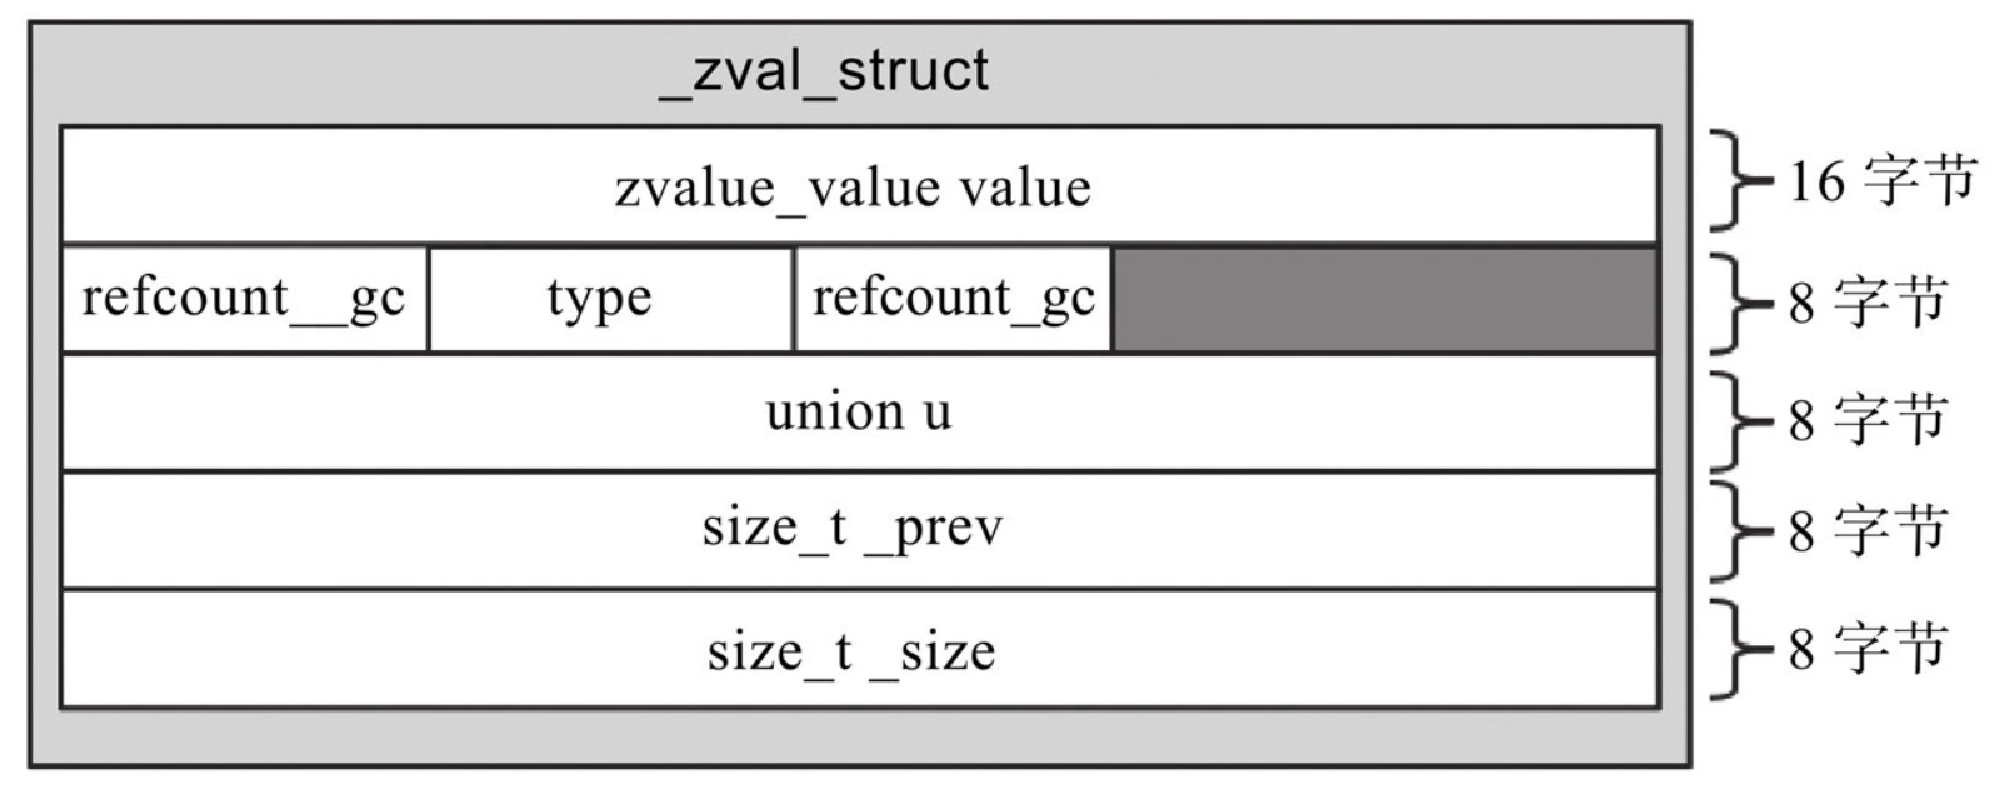 _zval_struct
zvalue_value value
16 字节
refcount__gc type refcount_gc
8 字节
union u
8 字节
size_t _prev
8 字节
size_t _size
8 字节